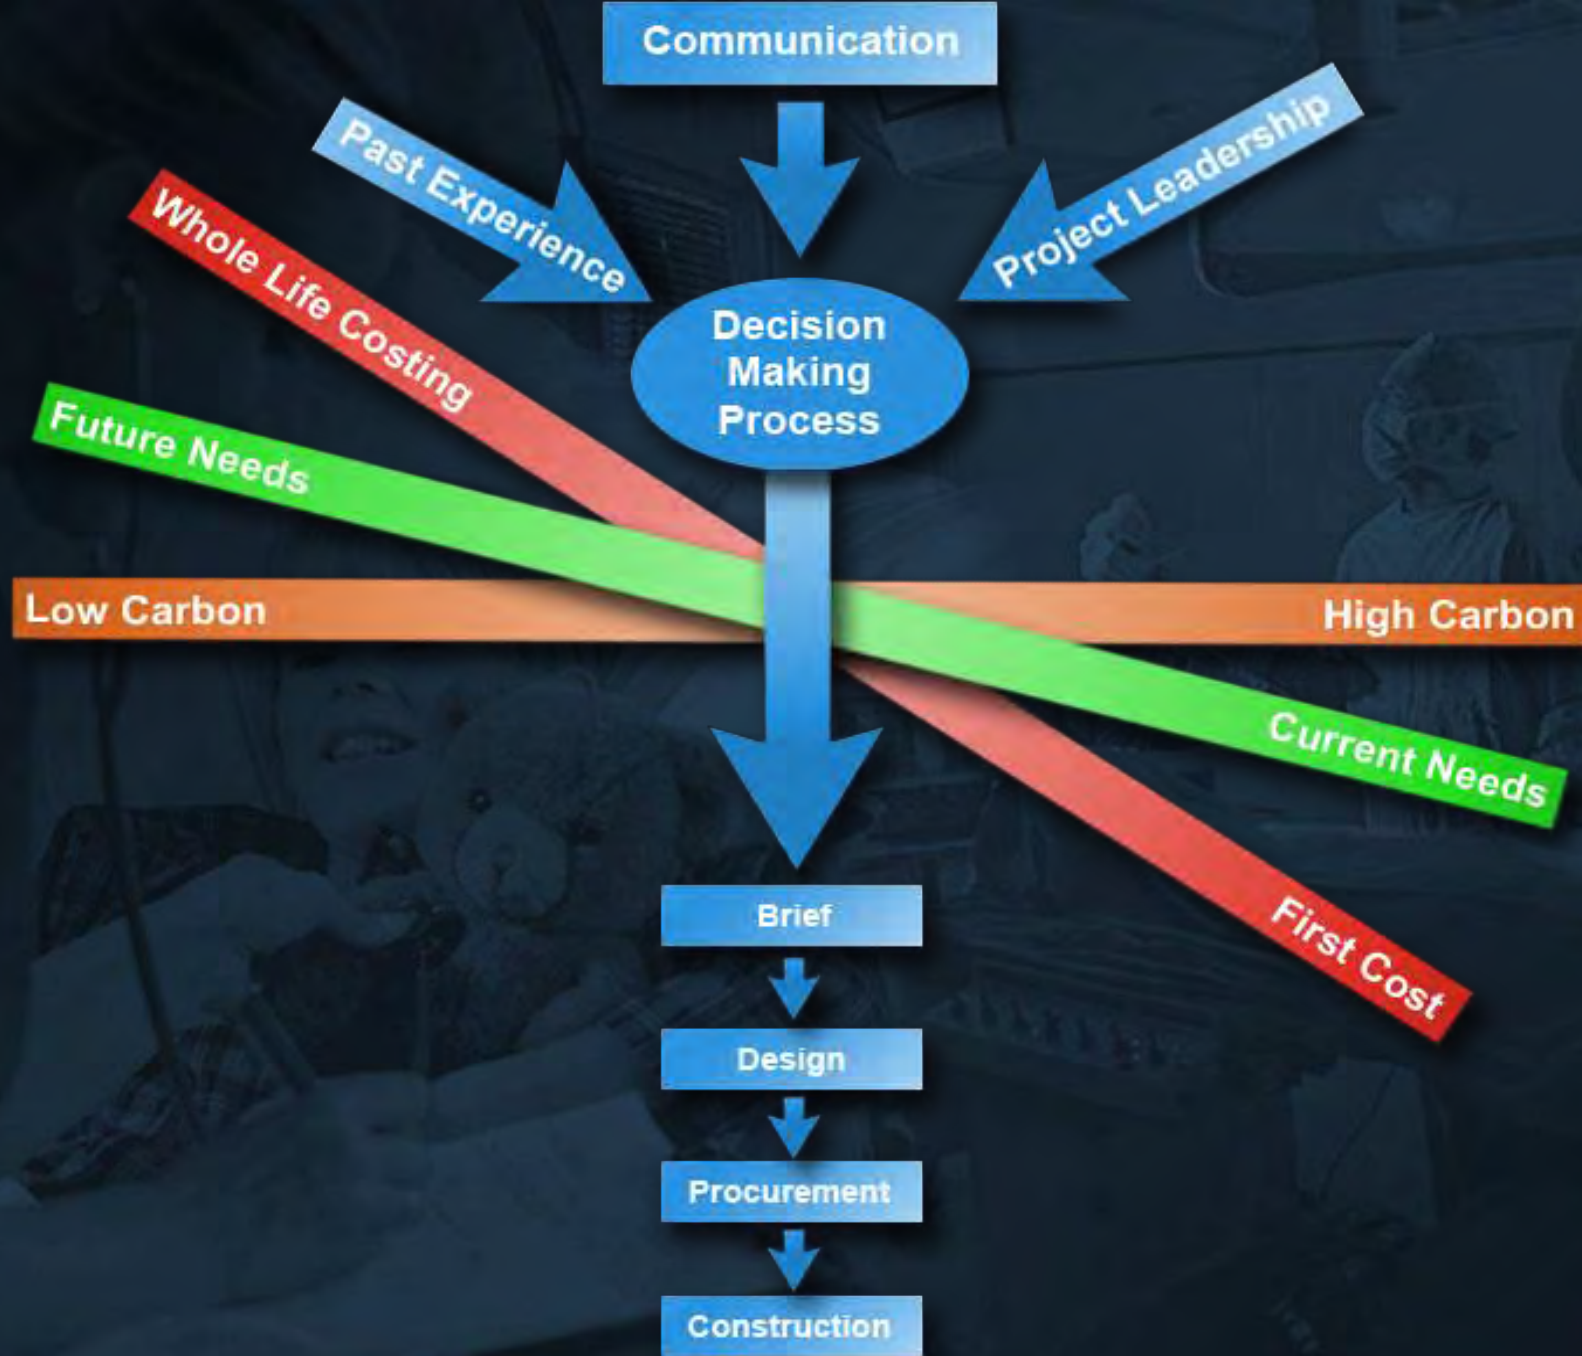 Communication
Past Experience
Project Leadership
Whole Life Costing
Decision
Making
Process
Future Needs
Low Carbon
High Carbon
Current Needs
First Cost
Brief
Design
Procurement
Construction